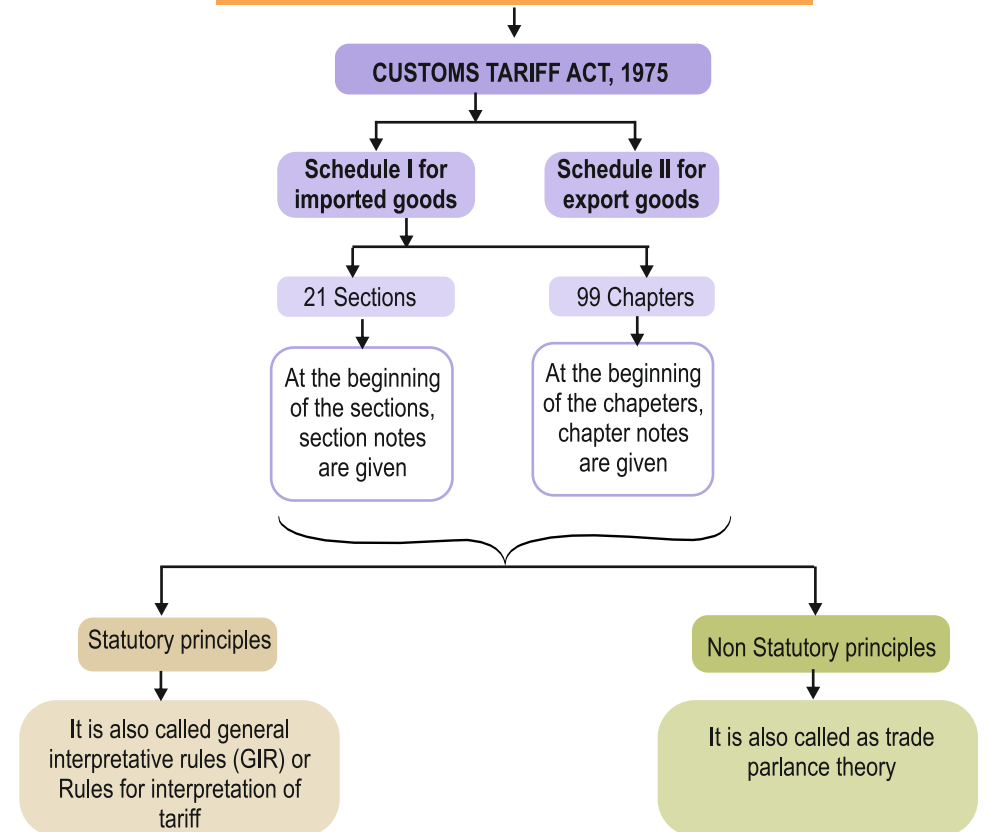 CUSTOMS TARIFF ACT, 1975
Schedule I for
imported goods
Schedule II for
export goods
21 Sections
99 Chapters
At the beginning
of the sections,
section notes
are given
At the beginning
of the chapeters,
chapter notes
are given
Statutory principles
Non Statutory principles
It is also called general
interpretative rules (GIR) or
Rules for interpretation of
tariff
It is also called as trade
parlance theory